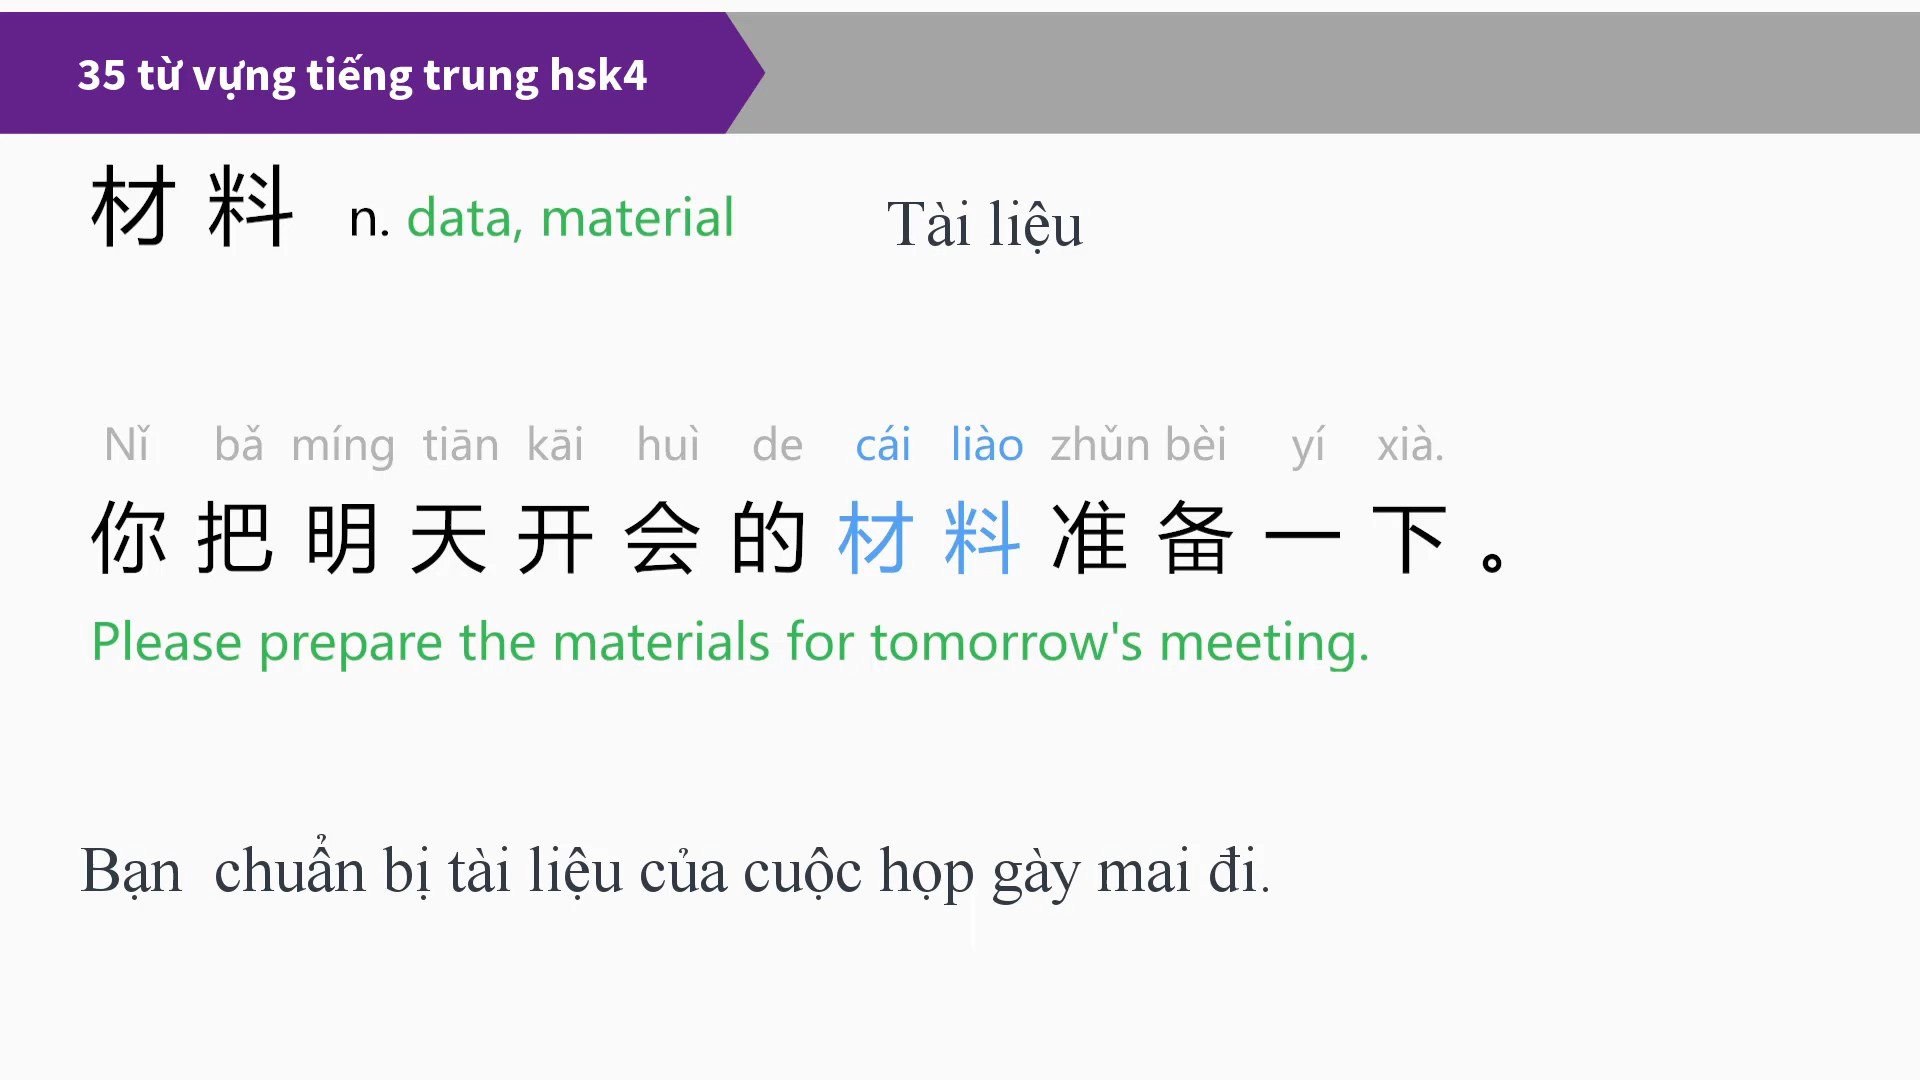 35 từ vựng tiếng trung hsk4
材料 n. data, material Tài liệu
Nǐ bǎ míng tiān kāi huì de cái liào zhǔn bèi yí xià.
你把明天开会的材料准备一下。
Please prepare the materials for tomorrow's meeting.
Bạn chuẩn bị tài liệu của cuộc họp gày mai đi.